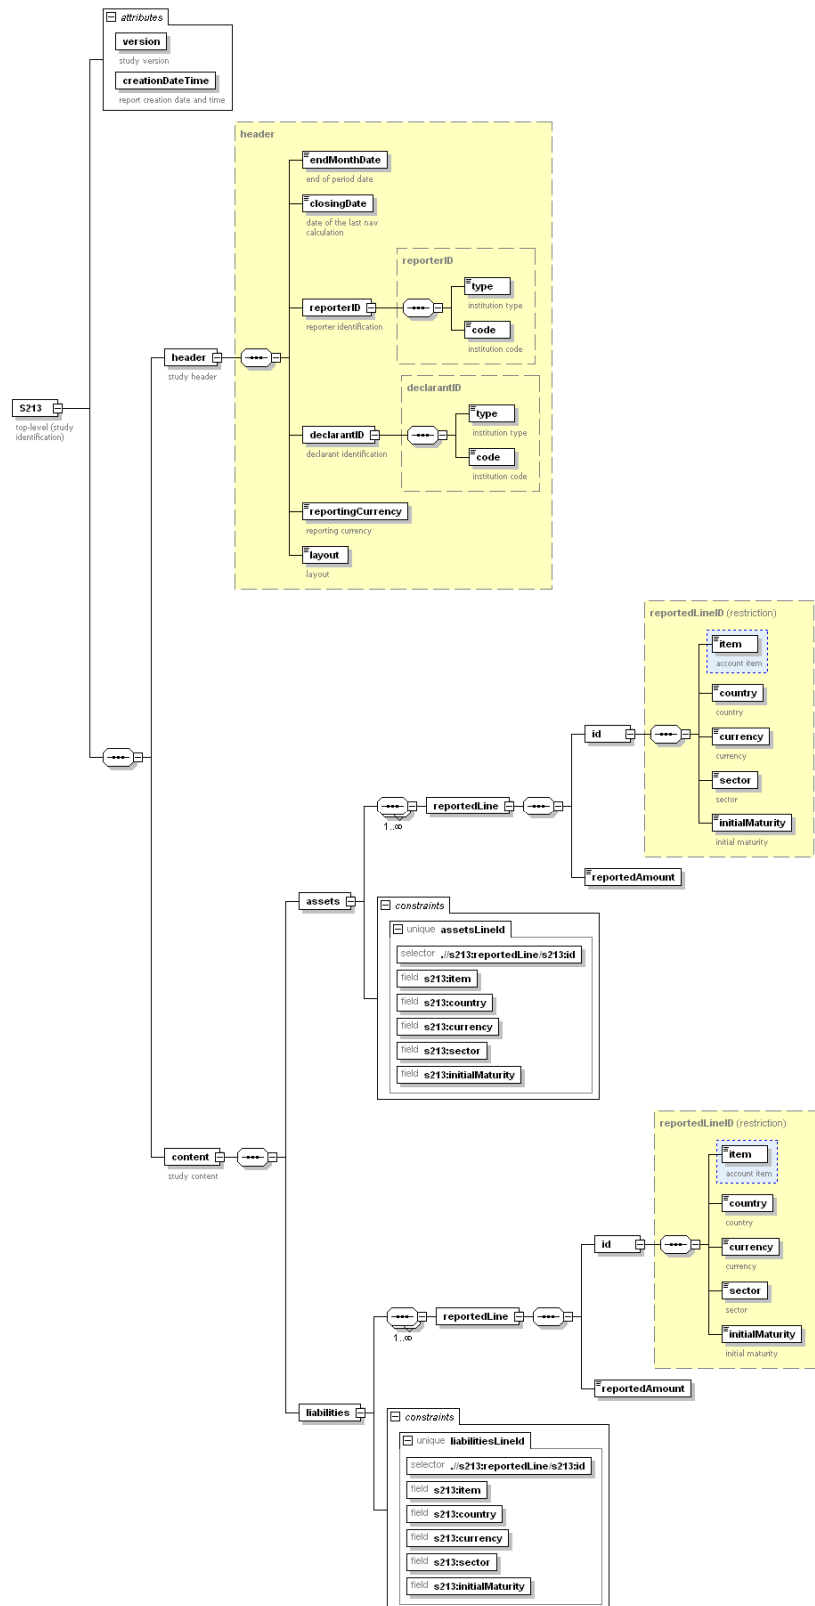 attributes
version
study version
creationDateTime
report creation date and time
header
endMonthDate
end of period date
closingDate
date of the last nav
calculation
reporterID
type
institution type
reporterID
reporter identification
code
institution code
header
study header
declarantID
type
institution type
declarantID
declarant identification
code
institution code
S213
top-level (study
identification)
reportingCurrency
reporting currency
layout
layout
reportedLineID (restriction)
item
account item
country
country
id
currency
currency
sector
sector
reportedLine
1..∞
initialMaturity
initial maturity
reportedAmount
assets
constraints
unique assetsLineId
selector .//s213:reportedLine/s213:id
field s213:item
field s213:country
field s213:currency
field s213:sector
field s213:initialMaturity
content
study content
reportedLineID (restriction)
item
account item
country
country
id
currency
currency
sector
sector
reportedLine
1..∞
initialMaturity
initial maturity
reportedAmount
liabilities
constraints
unique liabilitiesLineId
selector .//s213:reportedLine/s213:id
field s213:item
field s213:country
field s213:currency
field s213:sector
field s213:initialMaturity